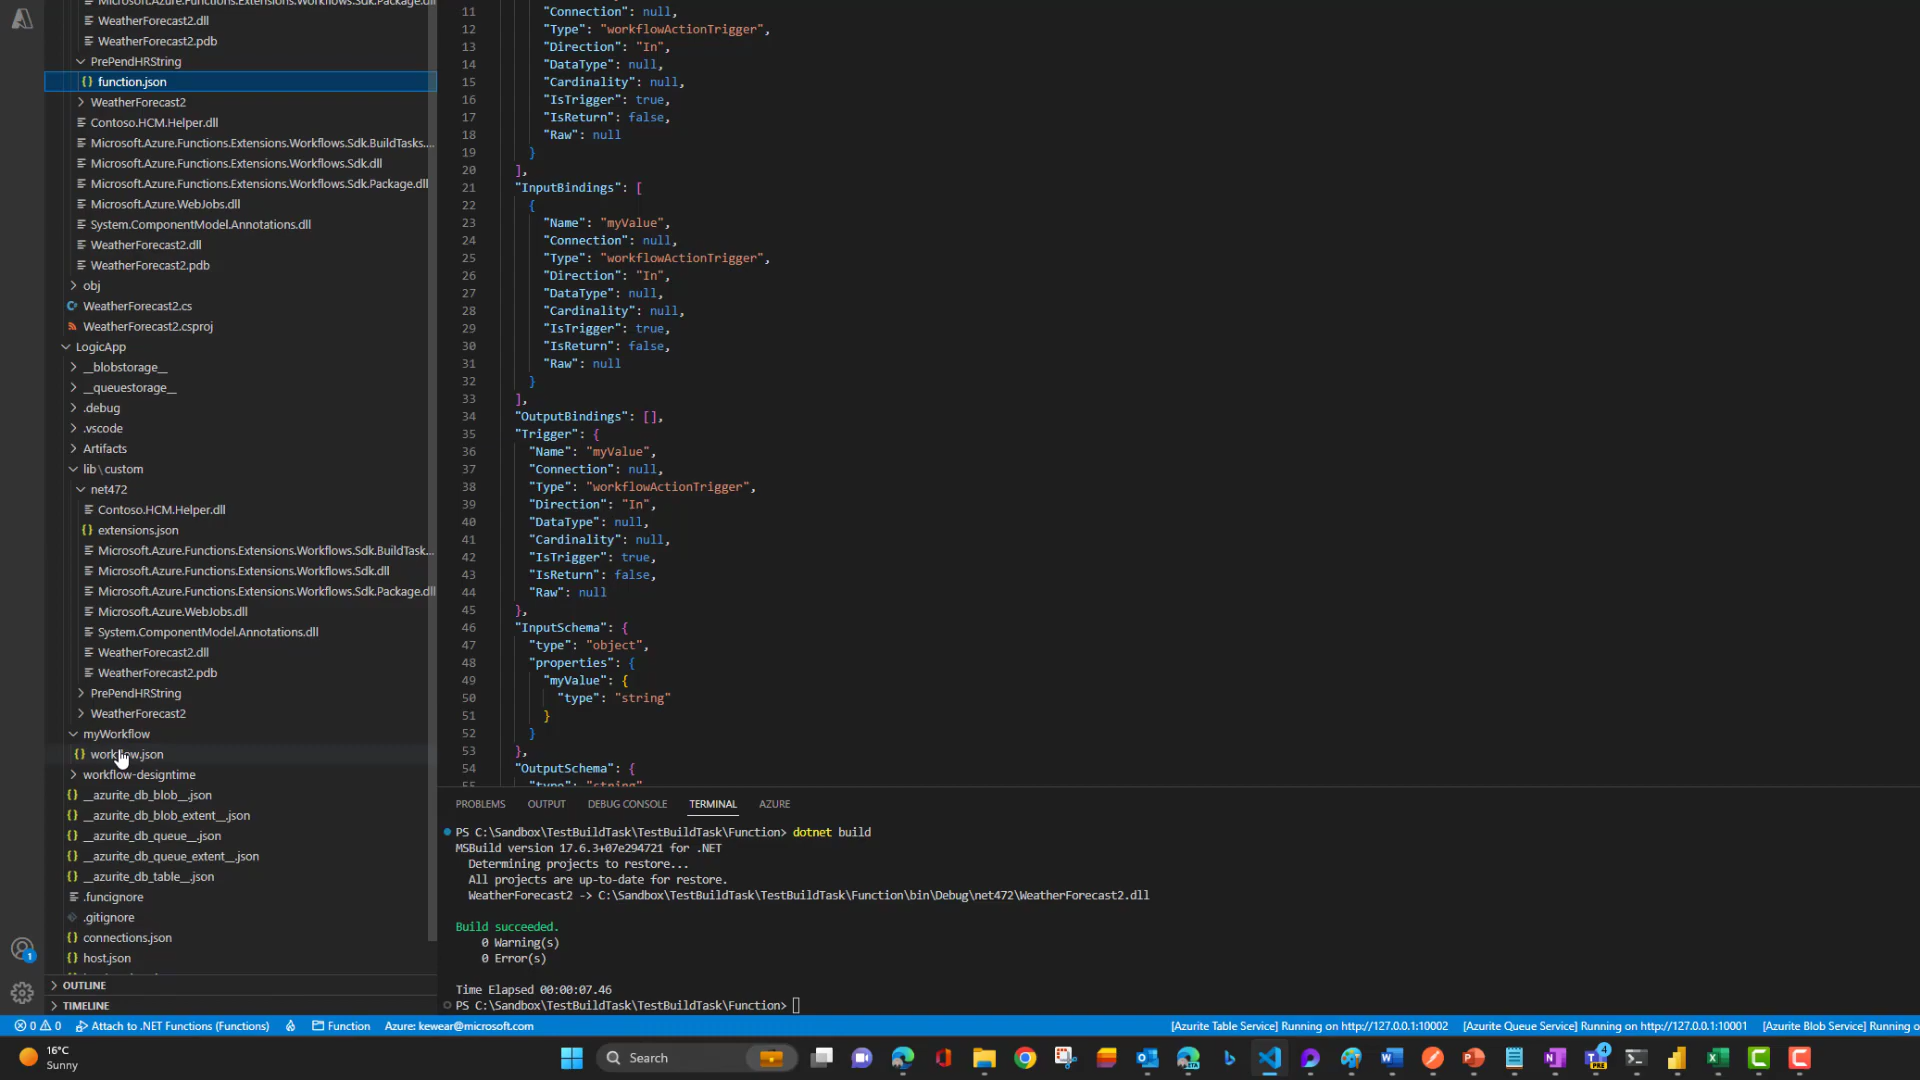 Microsoft.Azure.Functions.Extensions.Workflows.Sdk.Package.dll
WeatherForecast2.dll
WeatherForecast2.pdb
PrePendHRString
{} function.json
WeatherForecast2
Contoso.HCM.Helper.dll
Microsoft.Azure.Functions.Extensions.Workflows.Sdk.BuildTasks....
Microsoft.Azure.Functions.Extensions.Workflows.Sdk.dll
Microsoft.Azure.Functions.Extensions.Workflows.Sdk.Package.dll
Microsoft.Azure.WebJobs.dll
System.ComponentModel.Annotations.dll
WeatherForecast2.dll
WeatherForecast2.pdb
obj
WeatherForecast2.cs
WeatherForecast2.csproj
LogicApp
__blobstorage__
__queuestorage__
.debug
.vscode
Artifacts
lib\custom
net472
Contoso.HCM.Helper.dll
{} extensions.json
Microsoft.Azure.Functions.Extensions.Workflows.Sdk.BuildTask...
Microsoft.Azure.Functions.Extensions.Workflows.Sdk.dll
Microsoft.Azure.Functions.Extensions.Workflows.Sdk.Package.dll
Microsoft.Azure.WebJobs.dll
System.ComponentModel.Annotations.dll
WeatherForecast2.dll
WeatherForecast2.pdb
PrePendHRString
WeatherForecast2
myWorkflow
{} workflow.json
workflow-designtime
{} __azurite_db_blob__.json
{} __azurite_db_blob_extent__.json
{} __azurite_db_queue__.json
{} __azurite_db_queue_extent__.json
{} __azurite_db_table__.json
.funcignore
.gitignore
{} connections.json
{} host.json
OUTLINE
TIMELINE
11 "Connection": null,
12 "Type": "workflowActionTrigger",
13 "Direction": "In",
14 "DataType": null,
15 "Cardinality": null,
16 "IsTrigger": true,
17 "IsReturn": false,
18 "Raw": null
19 }
20 ],
21 "InputBindings": [
22 {
23 "Name": "myValue",
24 "Connection": null,
25 "Type": "workflowActionTrigger",
26 "Direction": "In",
27 "DataType": null,
28 "Cardinality": null,
29 "IsTrigger": true,
30 "IsReturn": false,
31 "Raw": null
32 }
33 ],
34 "OutputBindings": [],
35 "Trigger": {
36 "Name": "myValue",
37 "Connection": null,
38 "Type": "workflowActionTrigger",
39 "Direction": "In",
40 "DataType": null,
41 "Cardinality": null,
42 "IsTrigger": true,
43 "IsReturn": false,
44 "Raw": null
45 },
46 "InputSchema": {
47 "type": "object",
48 "properties": {
49 "myValue": {
50 "type": "string"
51 }
52 }
53 },
54 "OutputSchema": {
55 "type": "string"
PROBLEMS OUTPUT DEBUG CONSOLE TERMINAL AZURE
PS C:\Sandbox\TestBuildTask\TestBuildTask\Function> dotnet build
MSBuild version 17.6.3+07e294721 for .NET
Determining projects to restore...
All projects are up-to-date for restore.
WeatherForecast2 -> C:\Sandbox\TestBuildTask\TestBuildTask\Function\bin\Debug\net472\WeatherForecast2.dll
Build succeeded.
0 Warning(s)
0 Error(s)
Time Elapsed 00:00:07.46
PS C:\Sandbox\TestBuildTask\TestBuildTask\Function>
1
0 0 Attach to .NET Functions (Functions) Function Azure: kewear@microsoft.com [Azurite Table Service] Running on http://127.0.0.1:10002 [Azurite Queue Service] Running on http://127.0.0.1:10001 [Azurite Blob Service] Running o
16°C
Sunny
Search
4